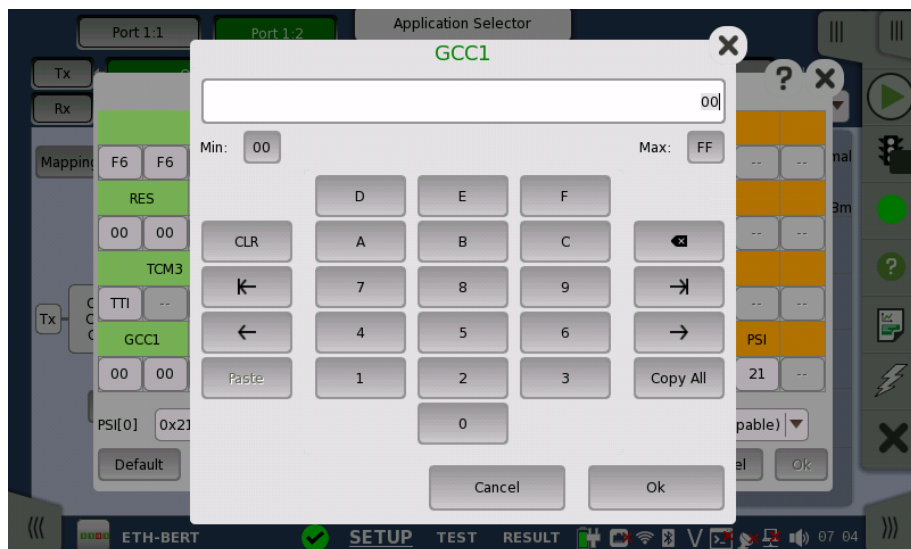 Application Selector
Port 1:1
Port 1:2
GCC1
Tx
Rx
00
Min: 00
Max: FF
Mapping
F6 F6
-- --
nal
RES
D E F
Bm
00 00
CLR A B C
-- --
TCM3
7 8 9
TTI --
-- --
Tx
4 5 6
GCC1
PSI
00 00
Paste 1 2 3 Copy All
21 --
PSI[0] 0x21
0
pable)
Default
Cancel Ok
el Ok
ETH-BERT
SETUP TEST RESULT
07 04